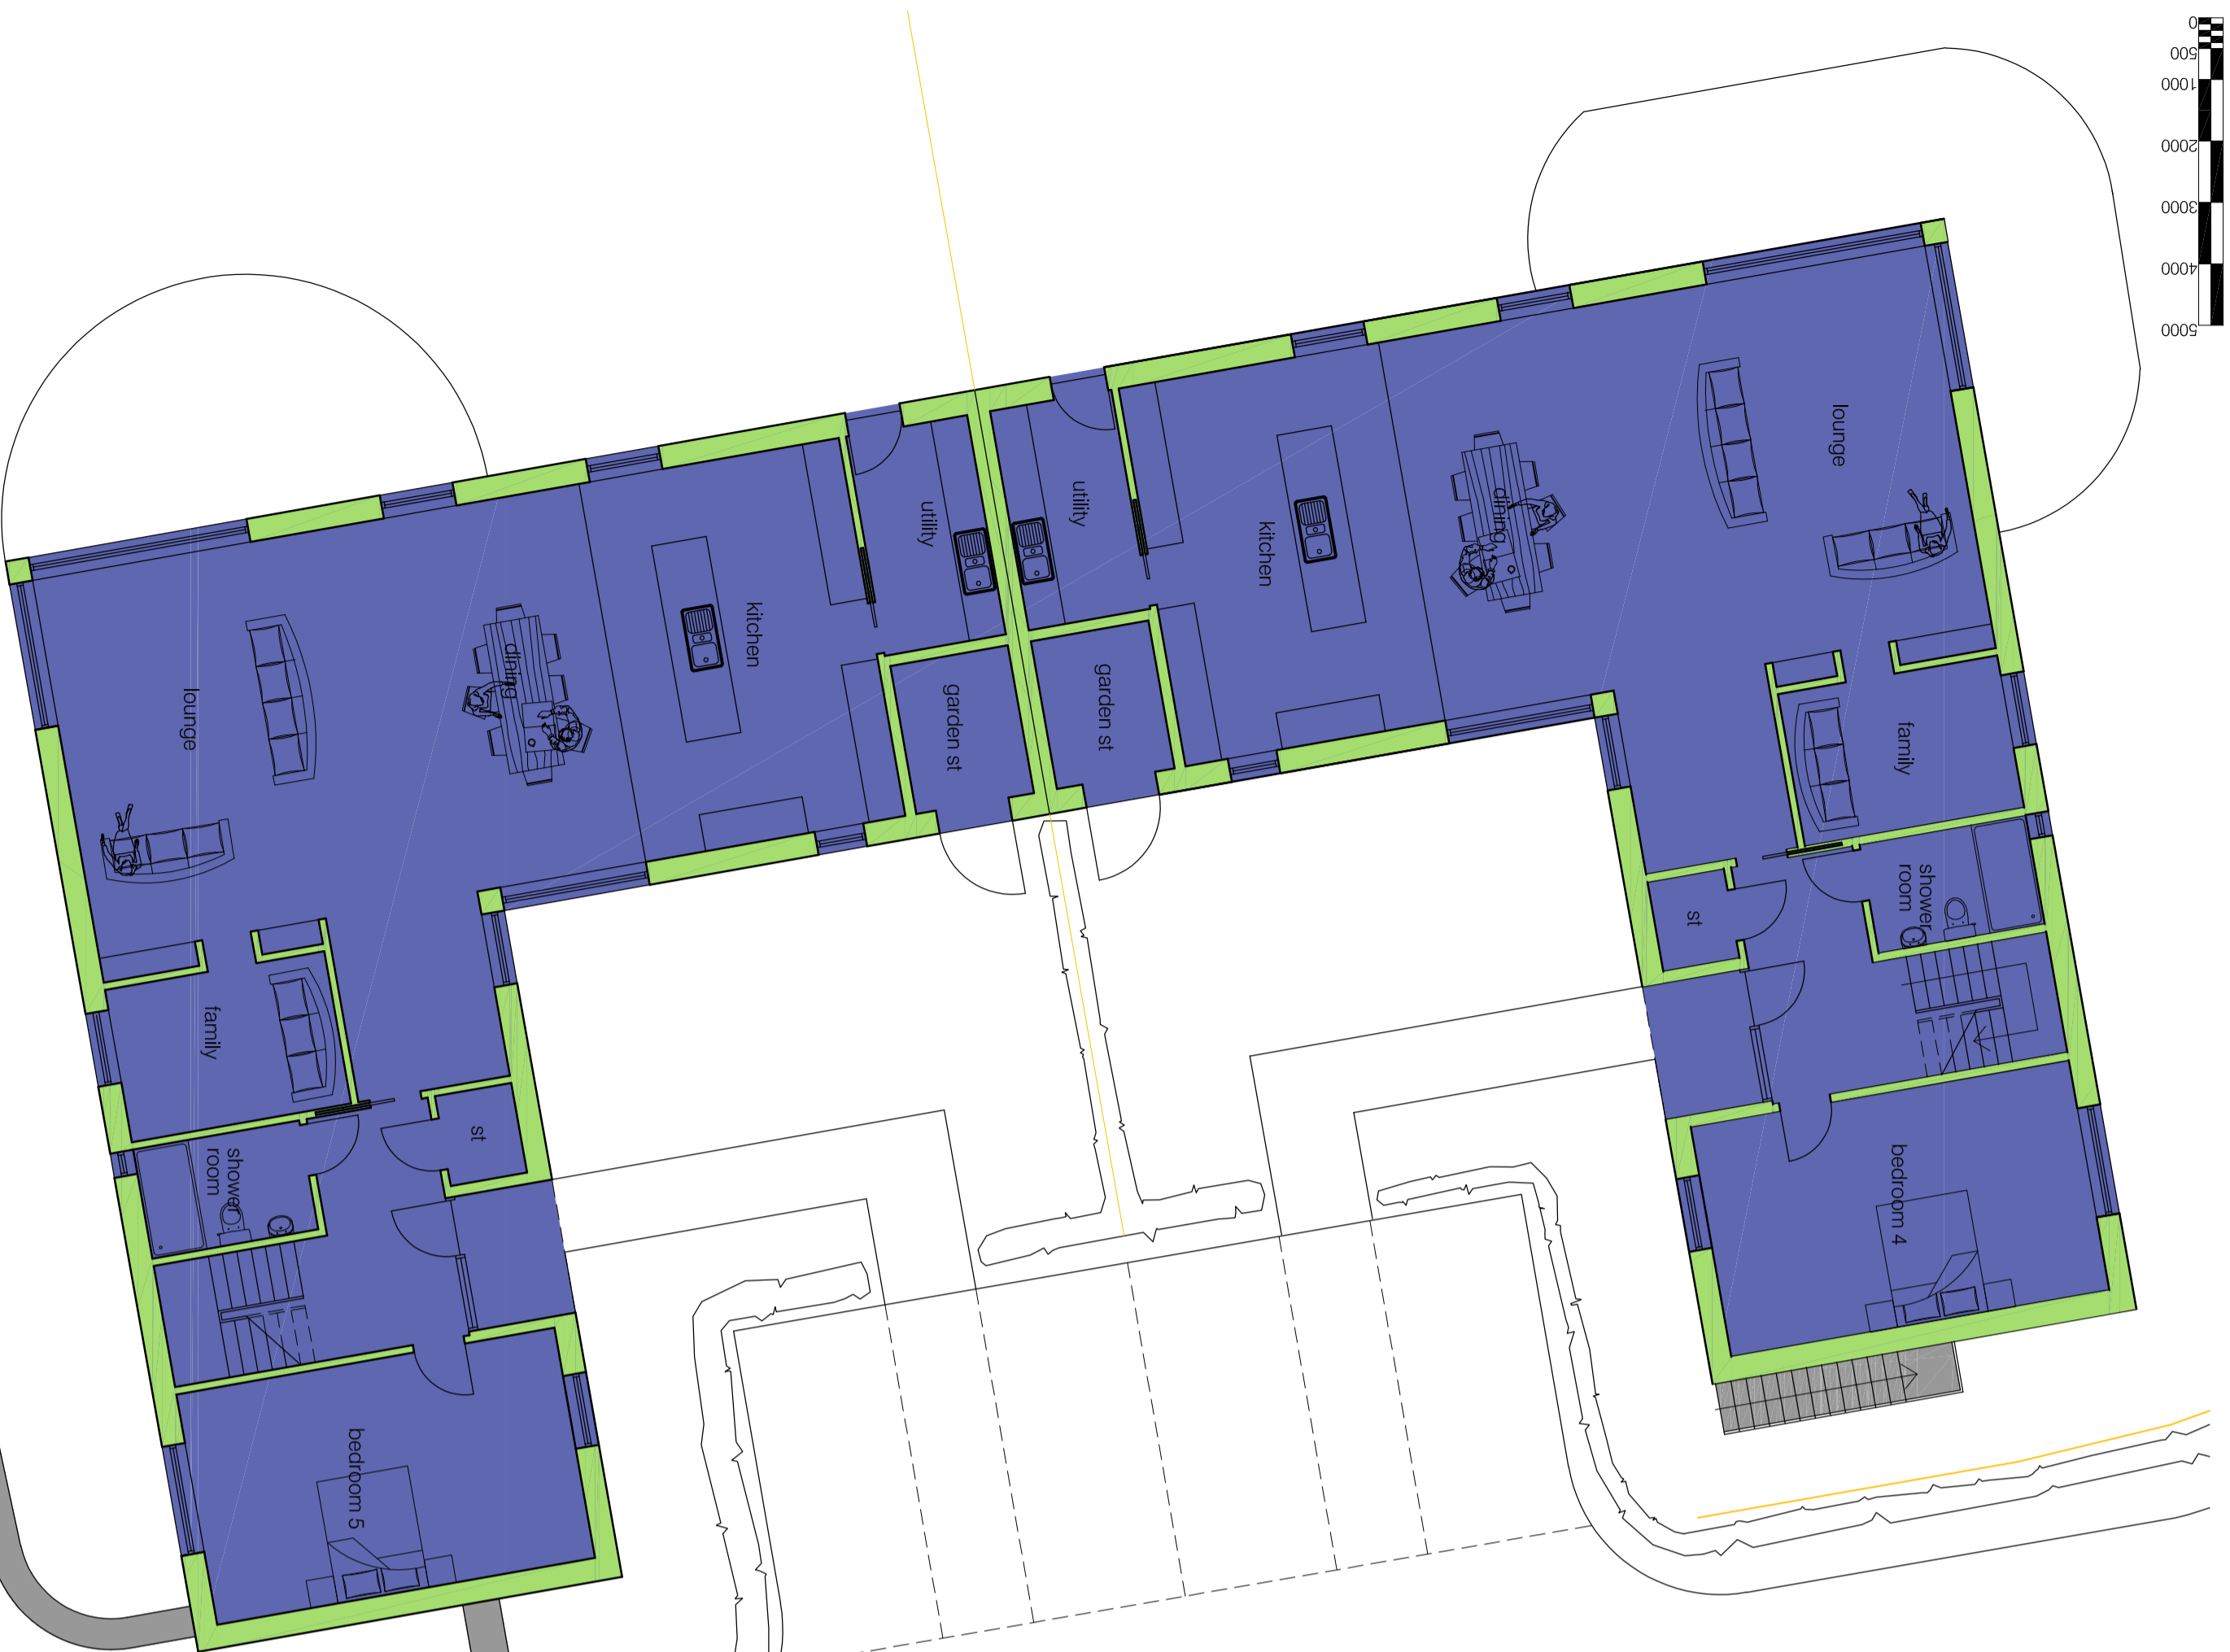 0
500
1000
2000
3000
4000
5000
lounge
dining
kitchen
utility
utility
kitchen
dining
lounge
garden st
garden st
family
family
st
st
shower
room
shower
room
bedroom 4
bedroom 5